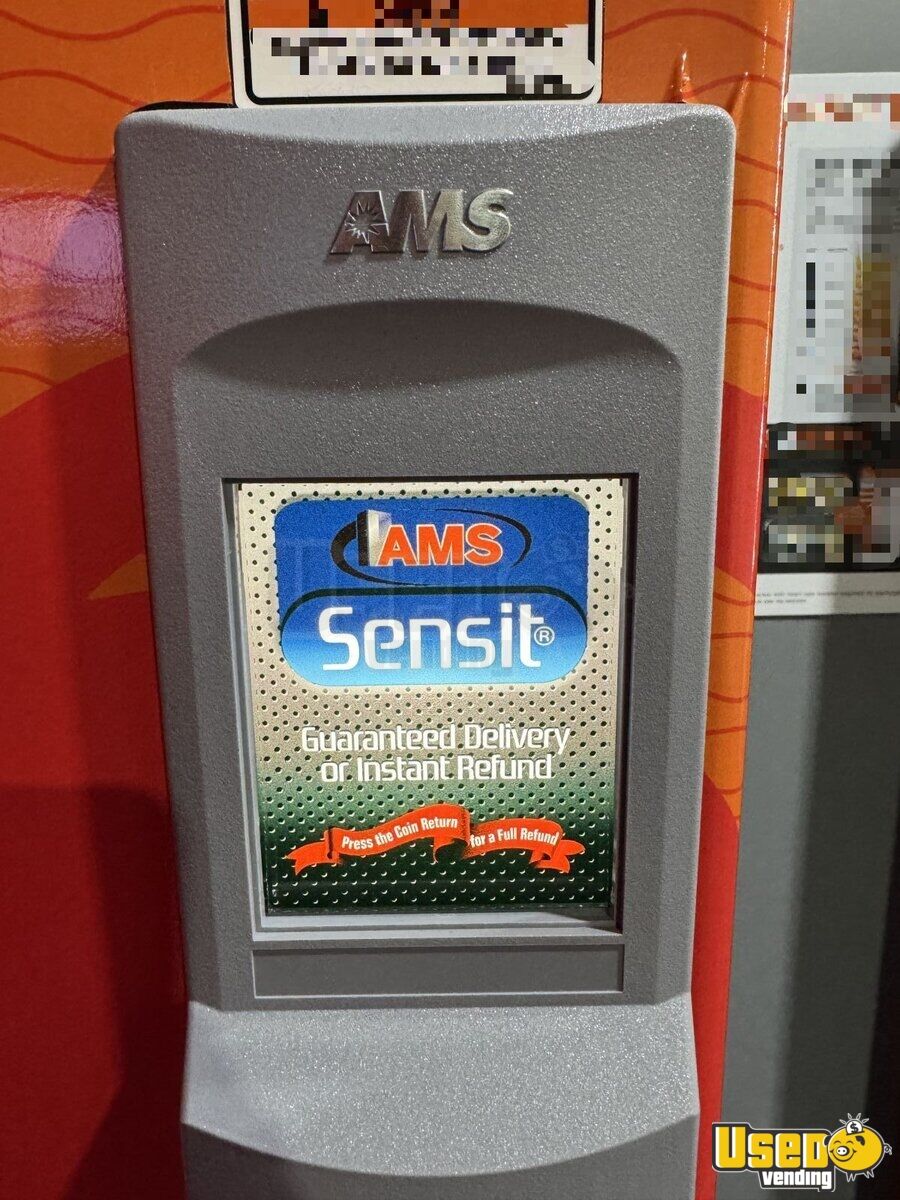 AMS
AMS
Sensit®
Guaranteed Delivery
or Instant Refund
Press the Coin Return
for a Full Refund
USED
vending